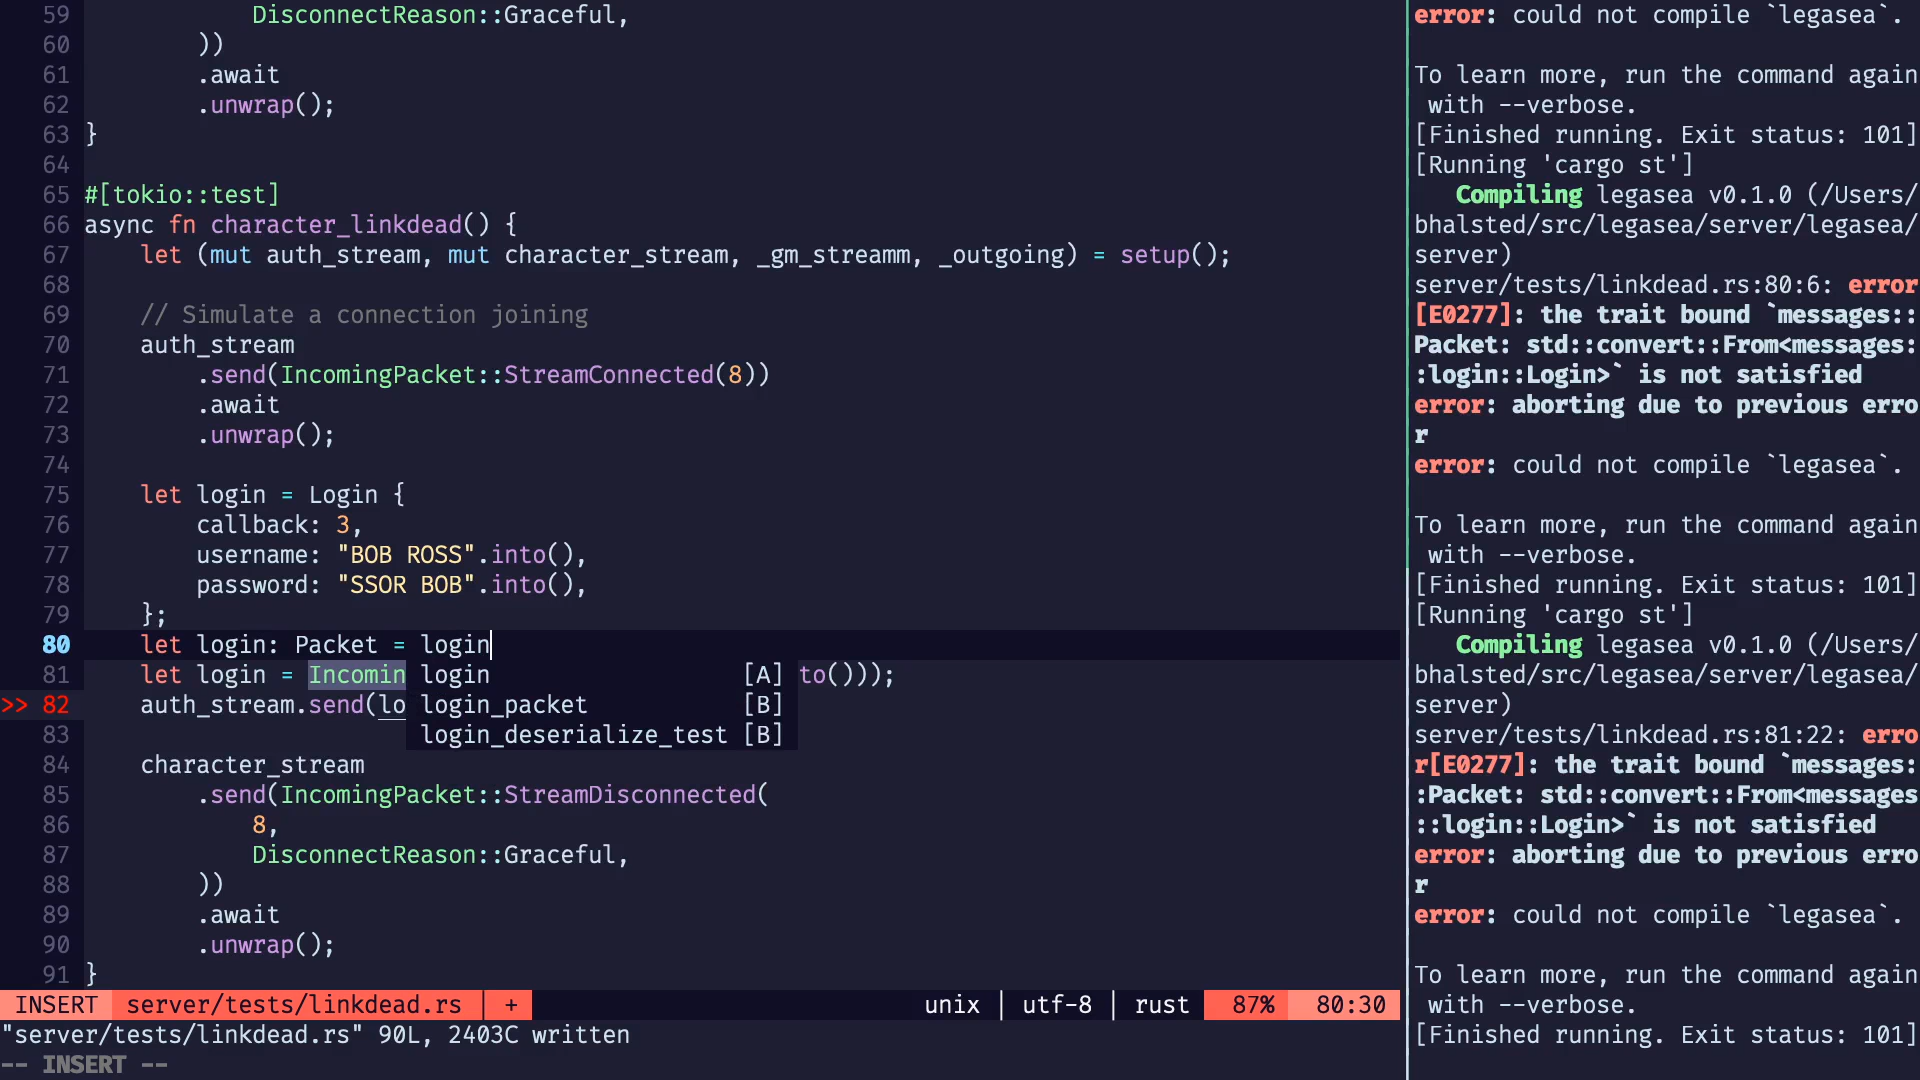 59             DisconnectReason::Graceful,
60         ))
61         .await
62         .unwrap();
63 }
64
65 #[tokio::test]
66 async fn character_linkdead() {
67     let (mut auth_stream, mut character_stream, _gm_streamm, _outgoing) = setup();
68
69     // Simulate a connection joining
70     auth_stream
71         .send(IncomingPacket::StreamConnected(8))
72         .await
73         .unwrap();
74
75     let login = Login {
76         callback: 3,
77         username: "BOB ROSS".into(),
78         password: "SSOR BOB".into(),
79     };
80     let login: Packet = login
81     let login = Incomin login [A] to()));
>> 82     auth_stream.send(lo login_packet [B]
83 login_deserialize_test [B]
84     character_stream
85         .send(IncomingPacket::StreamDisconnected(
86             8,
87             DisconnectReason::Graceful,
88         ))
89         .await
90         .unwrap();
91 }
INSERT server/tests/linkdead.rs | + unix | utf-8 | rust 87% 80:30
"server/tests/linkdead.rs" 90L, 2403C written
-- INSERT --
error: could not compile `legasea`.
To learn more, run the command again
with --verbose.
[Finished running. Exit status: 101]
[Running 'cargo st']
Compiling legasea v0.1.0 (/Users/
bhalsted/src/legasea/server/legasea/
server)
server/tests/linkdead.rs:80:6: error
[E0277]: the trait bound `messages::
Packet: std::convert::From<messages:
:login::Login>` is not satisfied
error: aborting due to previous erro
r
error: could not compile `legasea`.
To learn more, run the command again
with --verbose.
[Finished running. Exit status: 101]
[Running 'cargo st']
Compiling legasea v0.1.0 (/Users/
bhalsted/src/legasea/server/legasea/
server)
server/tests/linkdead.rs:81:22: erro
r[E0277]: the trait bound `messages:
:Packet: std::convert::From<messages
::login::Login>` is not satisfied
error: aborting due to previous erro
r
error: could not compile `legasea`.
To learn more, run the command again
with --verbose.
[Finished running. Exit status: 101]